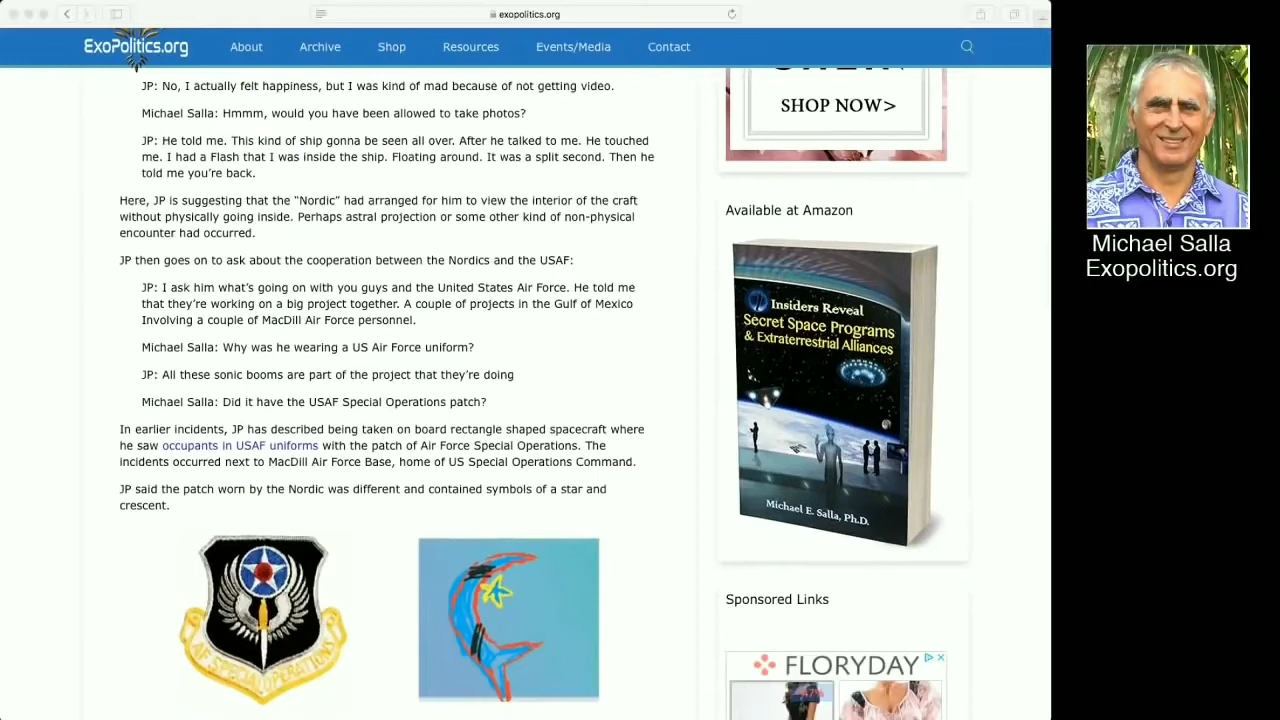 exopolitics.org
ExoPolitics.org
About
Archive
Shop
Resources
Events/Media
Contact
JP: No, I actually felt happiness, but I was kind of mad because of not getting video.
Michael Salla: Hmmm, would you have been allowed to take photos?
JP: He told me. This kind of ship gonna be seen all over. After he talked to me. He touched
me. I had a Flash that I was inside the ship. Floating around. It was a split second. Then he
told me you're back.
Here, JP is suggesting that the “Nordic” had arranged for him to view the interior of the craft
without physically going inside. Perhaps astral projection or some other kind of non-physical
encounter had occurred.
JP then goes on to ask about the cooperation between the Nordics and the USAF:
JP: I ask him what's going on with you guys and the United States Air Force. He told me
that they're working on a big project together. A couple of projects in the Gulf of Mexico
Involving a couple of MacDill Air Force personnel.
Michael Salla: Why was he wearing a US Air Force uniform?
JP: All these sonic booms are part of the project that they're doing
Michael Salla: Did it have the USAF Special Operations patch?
In earlier incidents, JP has described being taken on board rectangle shaped spacecraft where
he saw occupants in USAF uniforms with the patch of Air Force Special Operations. The
incidents occurred next to MacDill Air Force Base, home of US Special Operations Command.
JP said the patch worn by the Nordic was different and contained symbols of a star and
crescent.
AF SPECIAL OPERATIONS
SHOP NOW>
Available at Amazon
Insiders Reveal
Secret Space Programs
& Extraterrestrial Alliances
Michael E. Salla, Ph.D.
Sponsored Links
FLORYDAY
Michael Salla
Exopolitics.org